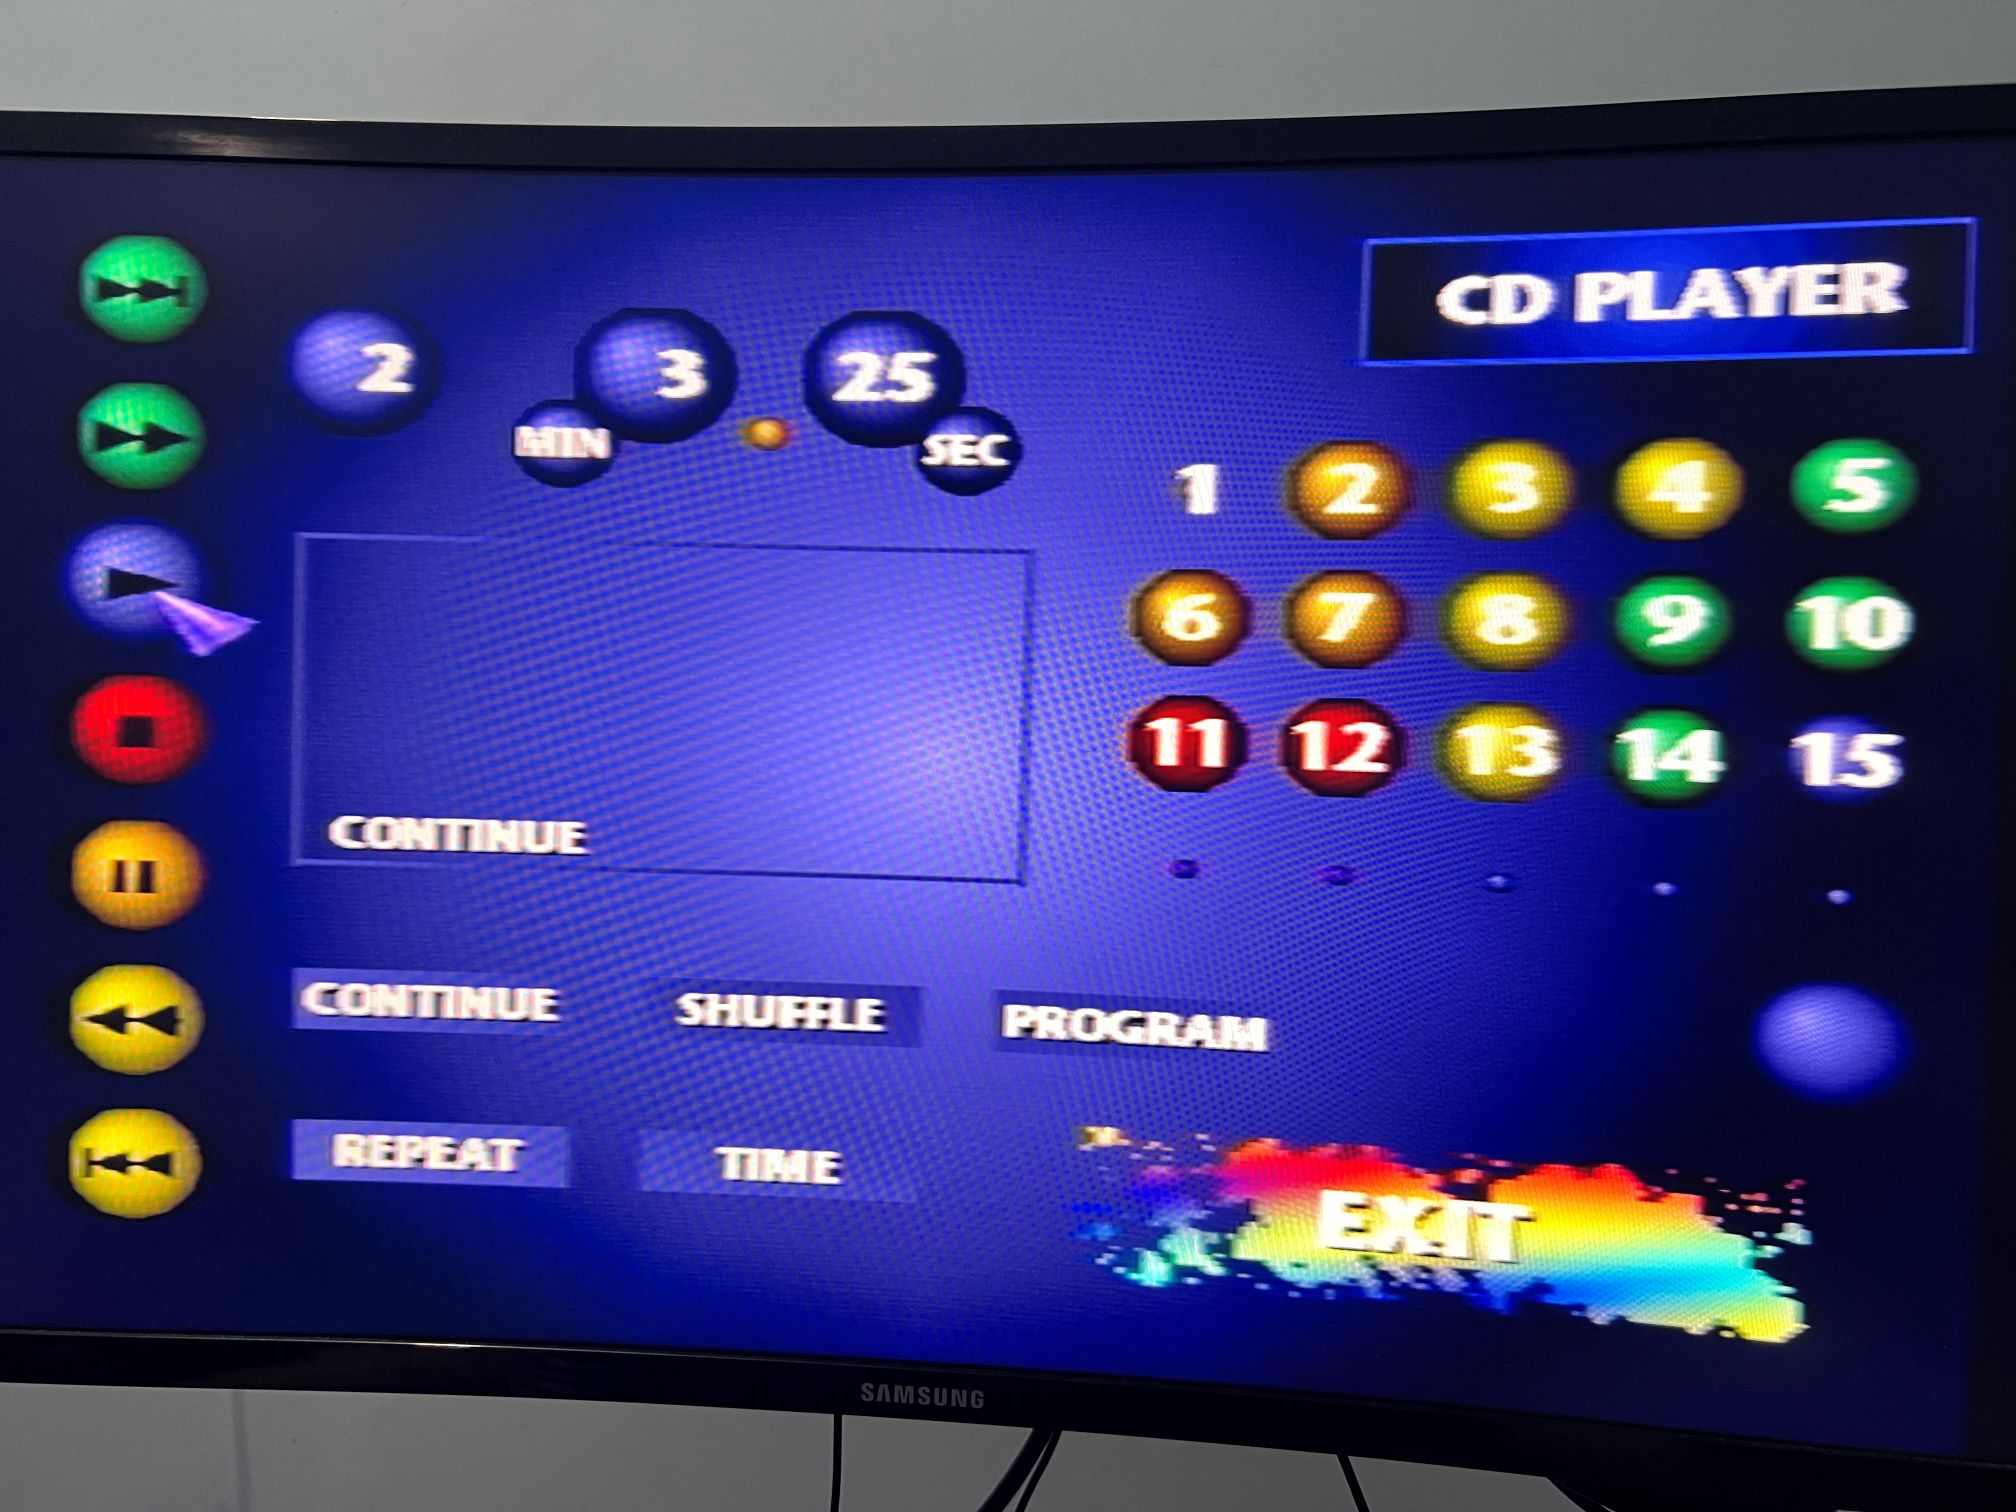 CD PLAYER
2 3 25
MIN SEC
1 2 3 4 5
6 7 8 9 10
11 12 13 14 15
CONTINUE
CONTINUE SHUFFLE PROGRAM
REPEAT TIME
EXIT
SAMSUNG